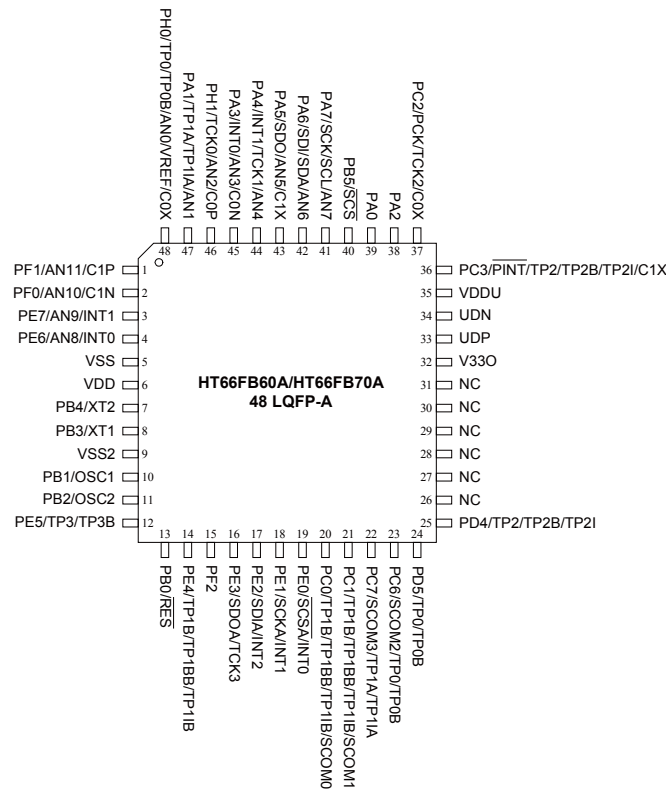 PH0/TP0/TP0B/AN0/VREF/C0X
PA1/TP1A/TP1IA/AN1
PH1/TCK0/AN2/C0P
PA3/INT0/AN3/C0N
PA4/INT1/TCK1/AN4
PA5/SDO/AN5/C1X
PA6/SDI/SDA/AN6
PA7/SCK/SCL/AN7
PB5/SCS
PA0
PA2
PC2/PCK/TCK2/C0X
48 47 46 45 44 43 42 41 40 39 38 37
PF1/AN11/C1P 1
PF0/AN10/C1N 2
PE7/AN9/INT1 3
PE6/AN8/INT0 4
VSS 5
VDD 6
PB4/XT2 7
PB3/XT1 8
VSS2 9
PB1/OSC1 10
PB2/OSC2 11
PE5/TP3/TP3B 12
HT66FB60A/HT66FB70A
48 LQFP-A
36 PC3/PINT/TP2/TP2B/TP2I/C1X
35 VDDU
34 UDN
33 UDP
32 V33O
31 NC
30 NC
29 NC
28 NC
27 NC
26 NC
25 PD4/TP2/TP2B/TP2I
13 14 15 16 17 18 19 20 21 22 23 24
PB0/RES
PE4/TP1B/TP1BB/TP1IB
PF2
PE3/SDOA/TCK3
PE2/SDIA/INT2
PE1/SCKA/INT1
PE0/SCSA/INT0
PC0/TP1B/TP1BB/TP1IB/SCOM0
PC1/TP1B/TP1BB/TP1IB/SCOM1
PC7/SCOM3/TP1A/TP1IA
PC6/SCOM2/TP0/TP0B
PD5/TP0/TP0B